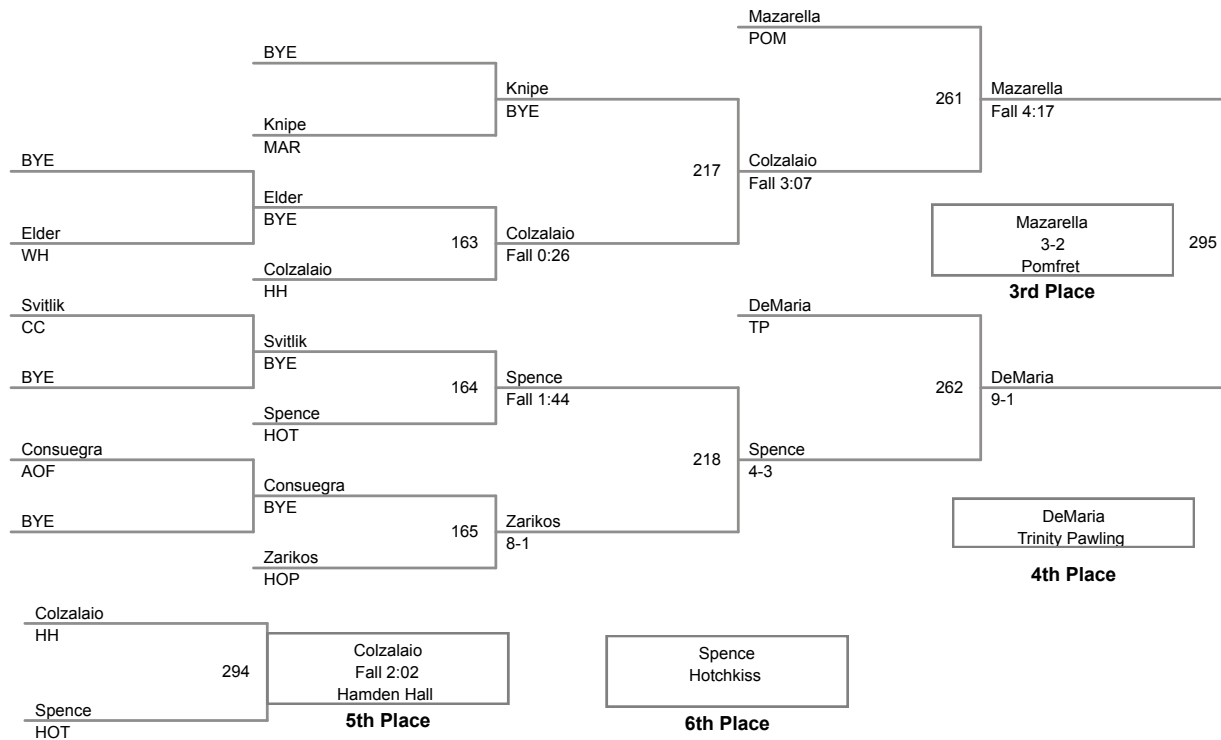 Mazarella
POM
BYE
Knipe
BYE
261
Mazarella
Fall 4:17
Knipe
MAR
BYE
217
Colzalaio
Fall 3:07
Elder
BYE
Elder
WH
163
Colzalaio
Fall 0:26
Mazarella
3-2
Pomfret
295
3rd Place
Colzalaio
HH
Svitlik
CC
DeMaria
TP
Svitlik
BYE
BYE
164
Spence
Fall 1:44
262
DeMaria
9-1
Spence
HOT
Consuegra
AOF
218
Spence
4-3
Consuegra
BYE
BYE
165
Zarikos
8-1
DeMaria
Trinity Pawling
4th Place
Zarikos
HOP
Colzalaio
HH
294
Colzalaio
Fall 2:02
Hamden Hall
5th Place
Spence
Hotchkiss
6th Place
Spence
HOT